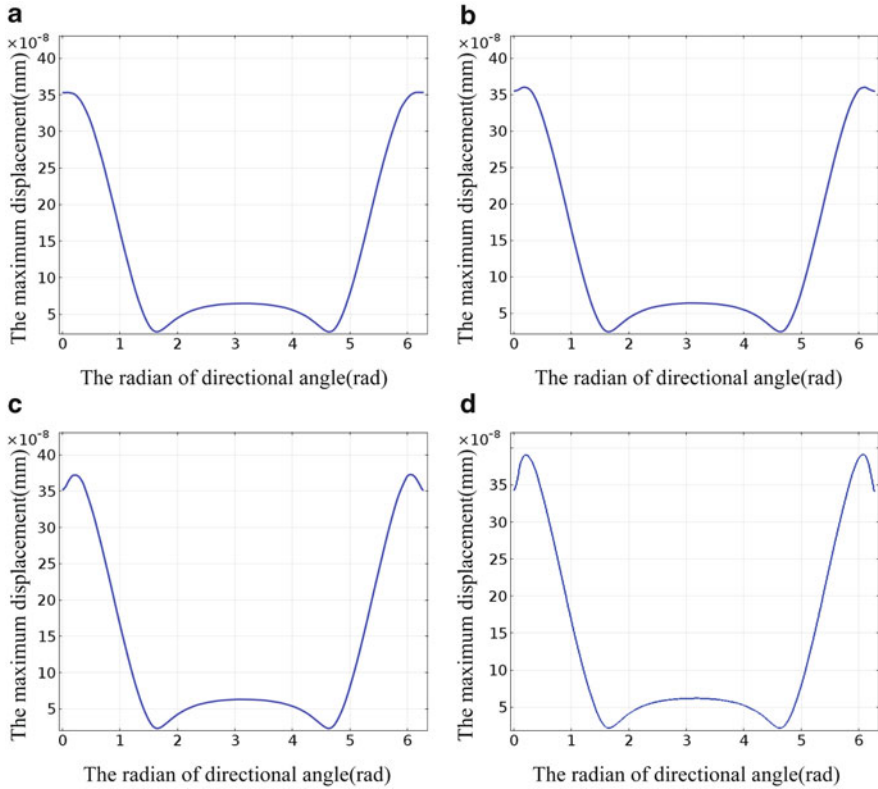 a
×10⁻⁸
The maximum displacement(mm)
40
35
30
25
20
15
10
5
0 1 2 3 4 5 6
The radian of directional angle(rad)
b
×10⁻⁸
The maximum displacement(mm)
40
35
30
25
20
15
10
5
0 1 2 3 4 5 6
The radian of directional angle(rad)
c
×10⁻⁸
The maximum displacement(mm)
40
35
30
25
20
15
10
5
0 1 2 3 4 5 6
The radian of directional angle(rad)
d
×10⁻⁸
The maximum displacement(mm)
35
30
25
20
15
10
5
0 1 2 3 4 5 6
The radian of directional angle(rad)